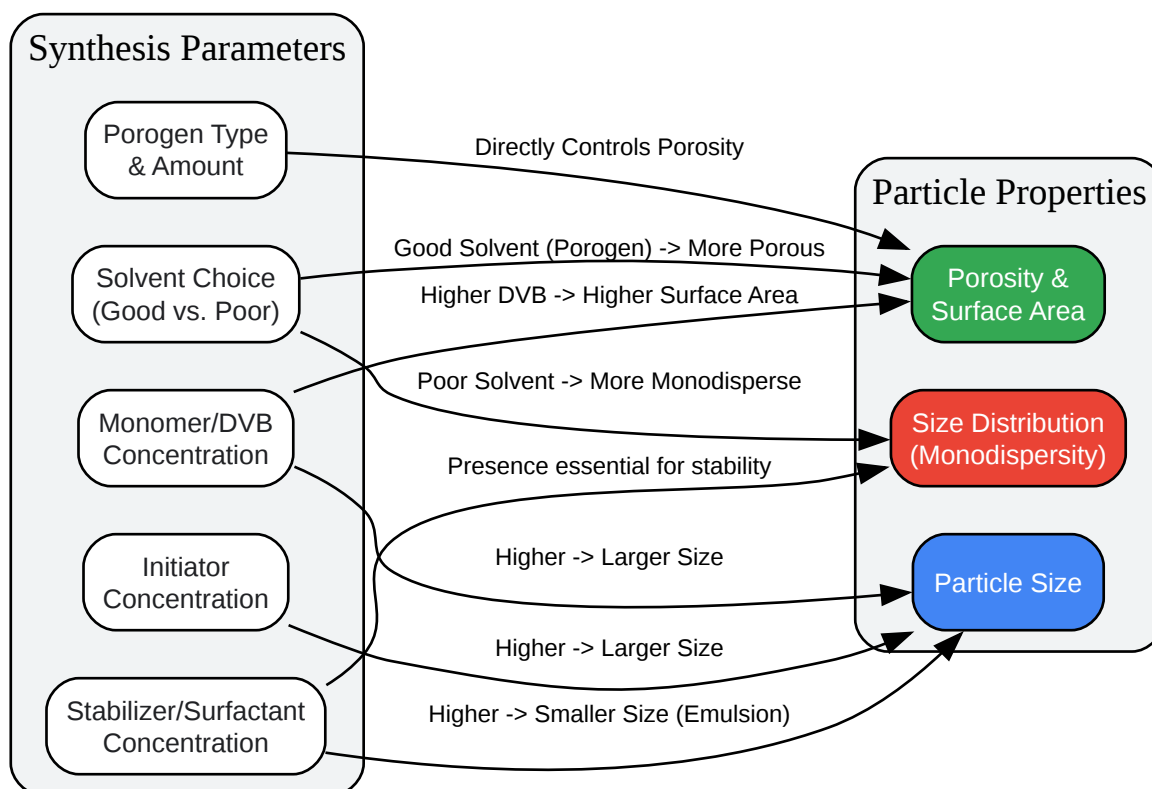 Synthesis Parameters
Porogen Type
& Amount
Solvent Choice
(Good vs. Poor)
Monomer/DVB
Concentration
Initiator
Concentration
Stabilizer/Surfactant
Concentration
Directly Controls Porosity
Good Solvent (Porogen) -> More Porous
Higher DVB -> Higher Surface Area
Poor Solvent -> More Monodisperse
Presence essential for stability
Higher -> Larger Size
Higher -> Larger Size
Higher -> Smaller Size (Emulsion)
Particle Properties
Porosity &
Surface Area
Size Distribution
(Monodispersity)
Particle Size